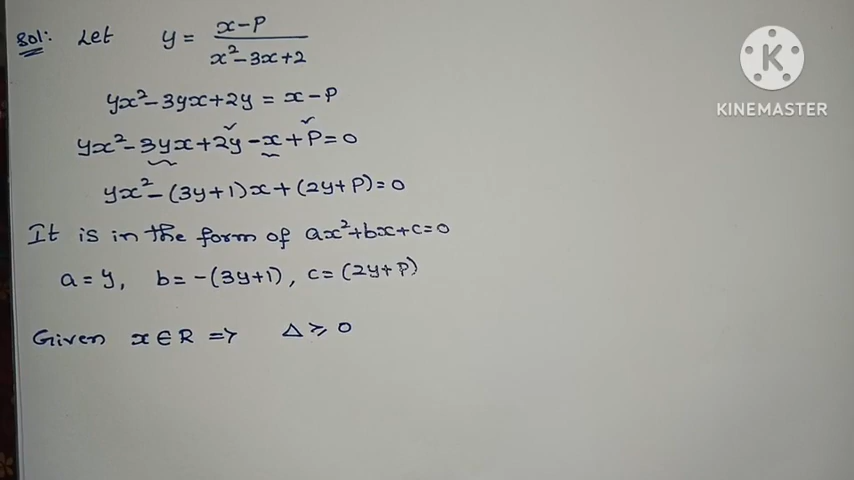 Sol: Let y = x-P / x²-3x+2
yx²-3yx+2y = x-P
yx²-3yx+2y-x+P=0
yx²-(3y+1)x+(2y+P)=0
It is in the form of ax²+bx+c=0
a=y, b=-(3y+1), c=(2y+P)
Given x∈R => Δ≥0
KINEMASTER